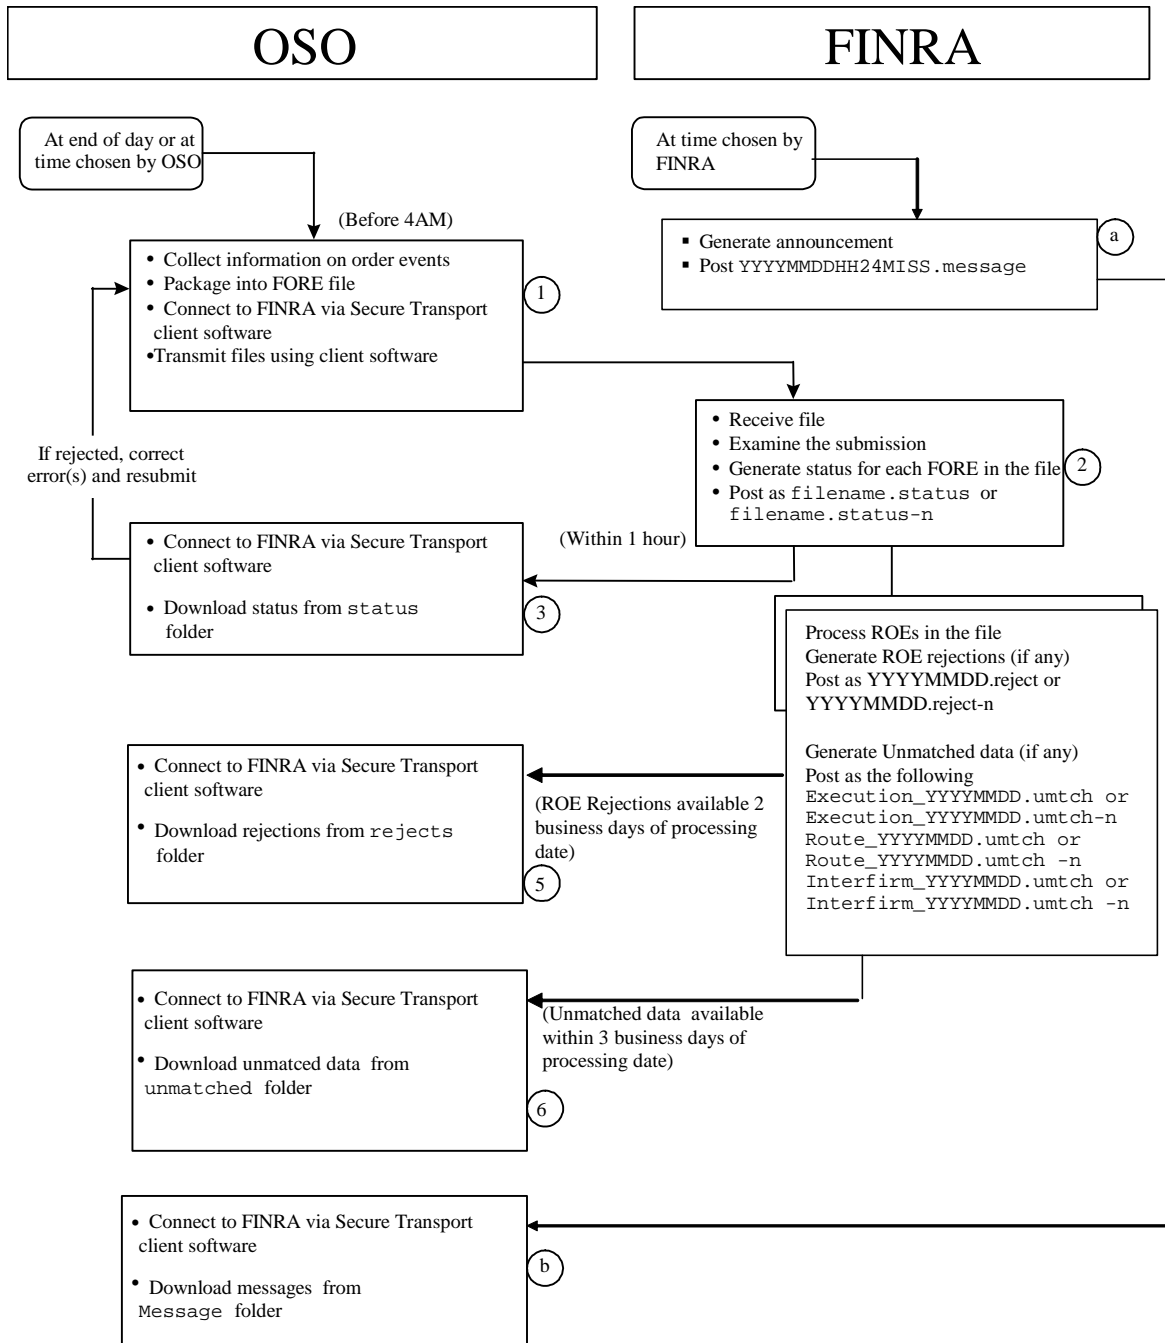 OSO
FINRA
At end of day or at
time chosen by OSO
At time chosen by
FINRA
(Before 4AM)
▪ Generate announcement
▪ Post YYYYMMDDHH24MISS.message
a
• Collect information on order events
• Package into FORE file
• Connect to FINRA via Secure Transport
client software
•Transmit files using client software
1
• Receive file
• Examine the submission
• Generate status for each FORE in the file
• Post as filename.status or
filename.status-n
2
If rejected, correct
error(s) and resubmit
(Within 1 hour)
• Connect to FINRA via Secure Transport
client software
• Download status from status
folder
3
Process ROEs in the file
Generate ROE rejections (if any)
Post as YYYYMMDD.reject or
YYYYMMDD.reject-n
Generate Unmatched data (if any)
Post as the following
Execution_YYYYMMDD.umtch or
Execution_YYYYMMDD.umtch-n
Route_YYYYMMDD.umtch or
Route_YYYYMMDD.umtch -n
Interfirm_YYYYMMDD.umtch or
Interfirm_YYYYMMDD.umtch -n
• Connect to FINRA via Secure Transport
client software
• Download rejections from rejects
folder
5
(ROE Rejections available 2
business days of processing
date)
• Connect to FINRA via Secure Transport
client software
• Download unmatced data from
unmatched folder
6
(Unmatched data available
within 3 business days of
processing date)
• Connect to FINRA via Secure Transport
client software
• Download messages from
Message folder
b